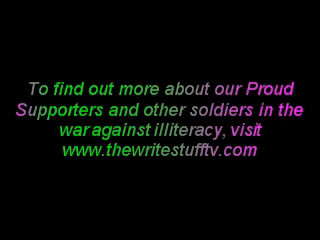 To find out more about our Proud
Supporters and other soldiers in the
war against illiteracy, visit
www.thewritestufftv.com